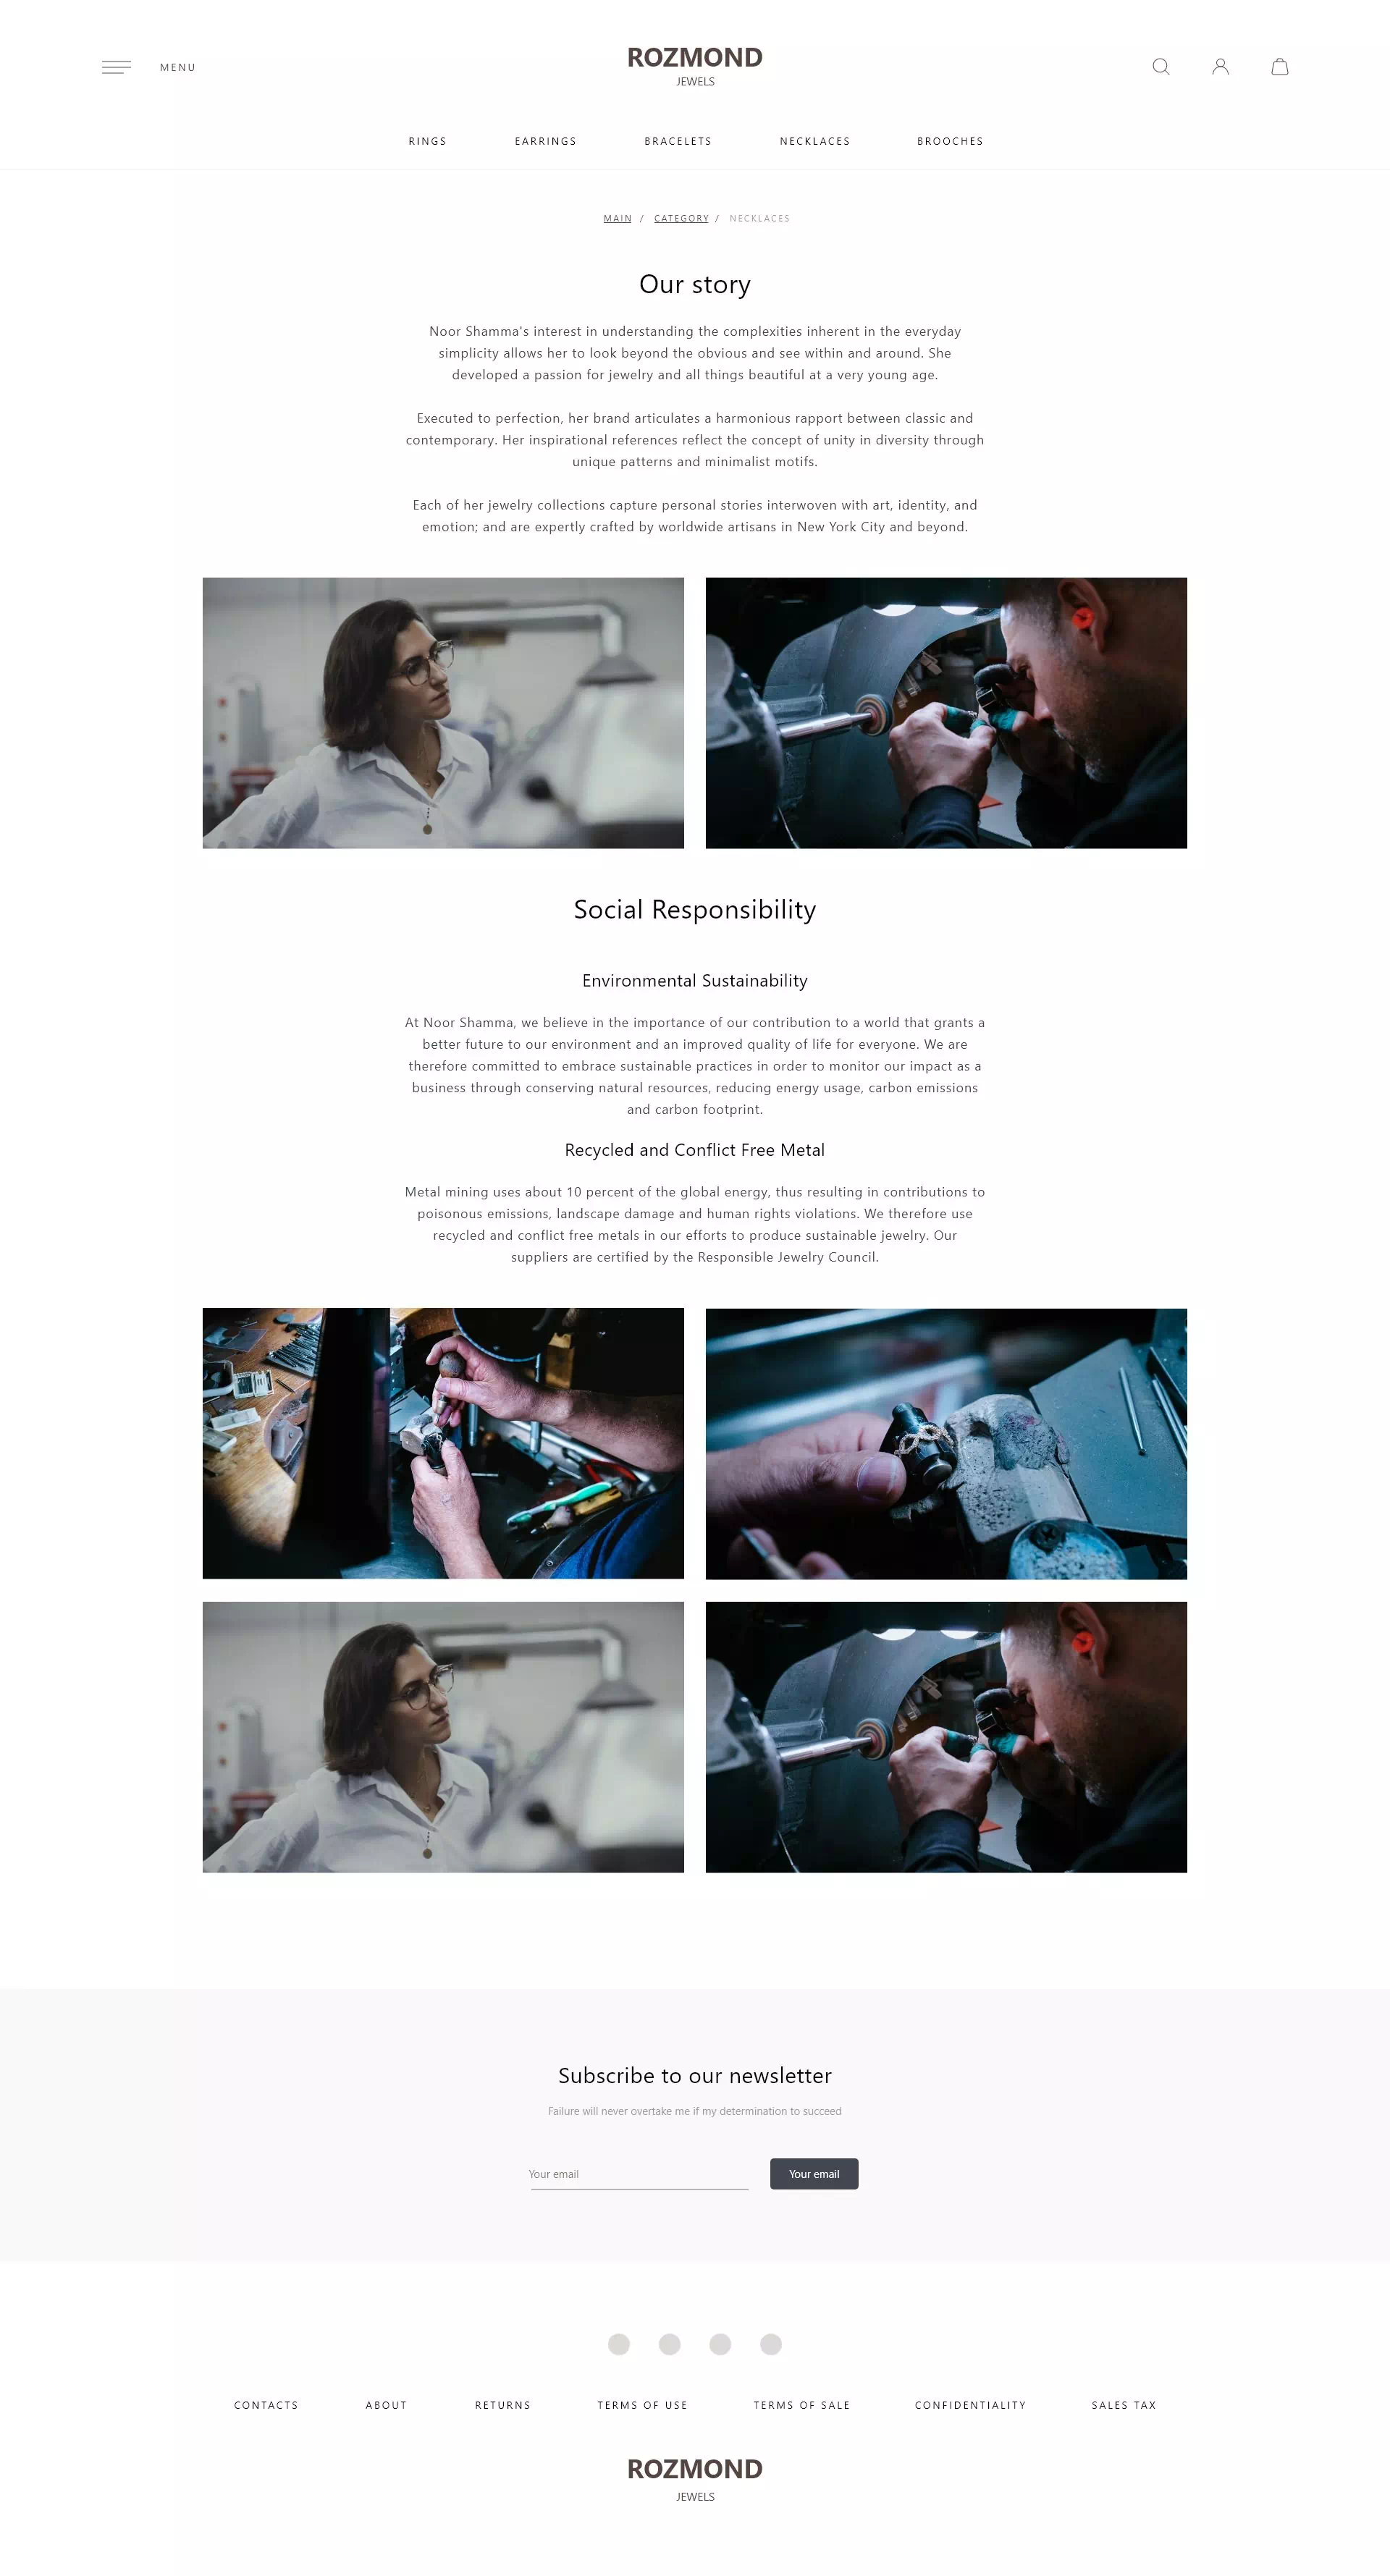 MENU
ROZMOND
JEWELS
RINGS EARRINGS BRACELETS NECKLACES BROOCHES
MAIN / CATEGORY / NECKLACES
Our story
Noor Shamma's interest in understanding the complexities inherent in the everyday
simplicity allows her to look beyond the obvious and see within and around. She
developed a passion for jewelry and all things beautiful at a very young age.
Executed to perfection, her brand articulates a harmonious rapport between classic and
contemporary. Her inspirational references reflect the concept of unity in diversity through
unique patterns and minimalist motifs.
Each of her jewelry collections capture personal stories interwoven with art, identity, and
emotion; and are expertly crafted by worldwide artisans in New York City and beyond.
Social Responsibility
Environmental Sustainability
At Noor Shamma, we believe in the importance of our contribution to a world that grants a
better future to our environment and an improved quality of life for everyone. We are
therefore committed to embrace sustainable practices in order to monitor our impact as a
business through conserving natural resources, reducing energy usage, carbon emissions
and carbon footprint.
Recycled and Conflict Free Metal
Metal mining uses about 10 percent of the global energy, thus resulting in contributions to
poisonous emissions, landscape damage and human rights violations. We therefore use
recycled and conflict free metals in our efforts to produce sustainable jewelry. Our
suppliers are certified by the Responsible Jewelry Council.
Subscribe to our newsletter
Failure will never overtake me if my determination to succeed
Your email Your email
CONTACTS ABOUT RETURNS TERMS OF USE TERMS OF SALE CONFIDENTIALITY SALES TAX
ROZMOND
JEWELS